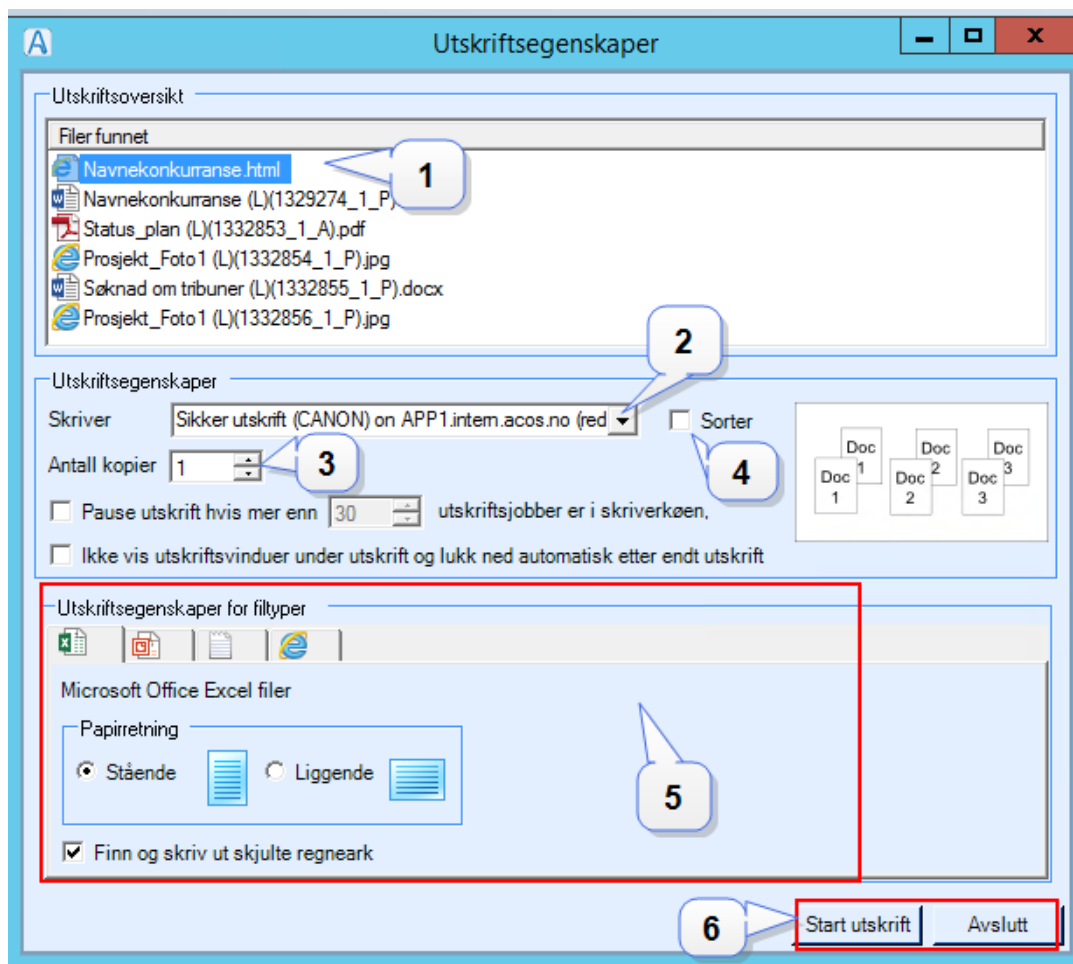 A
Utskriftsegenskaper
x
Utskriftsoversikt
Filer funnet
Navnekonkurranse.html
1
Navnekonkurranse (L)(1329274_1_P)
Status_plan (L)(1332853_1_A).pdf
Prosjekt_Foto1 (L)(1332854_1_P).jpg
Søknad om tribuner (L)(1332855_1_P).docx
Prosjekt_Foto1 (L)(1332856_1_P).jpg
2
Utskriftsegenskaper
Skriver Sikker utskrift (CANON) on APP1.intern.acos.no (red Sorter
Antall kopier 1 3 4
Doc 1 Doc 2 Doc 3
Doc 1 Doc 2 Doc 3
Pause utskrift hvis mer enn 30 utskriftsjobber er i skriverkøen,
Ikke vis utskriftsvinduer under utskrift og lukk ned automatisk etter endt utskrift
Utskriftsegenskaper for filtyper
Microsoft Office Excel filer
Papirretning
Stående Liggende
5
Finn og skriv ut skjulte regneark
6 Start utskrift Avslutt